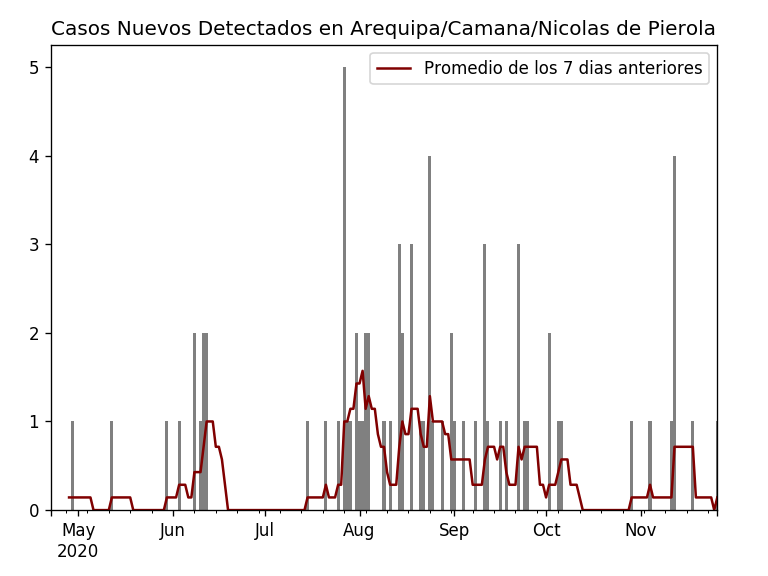 Casos Nuevos Detectados en Arequipa/Camana/Nicolas de Pierola
Promedio de los 7 dias anteriores
5
4
3
2
1
0
May Jun Jul Aug Sep Oct Nov
2020